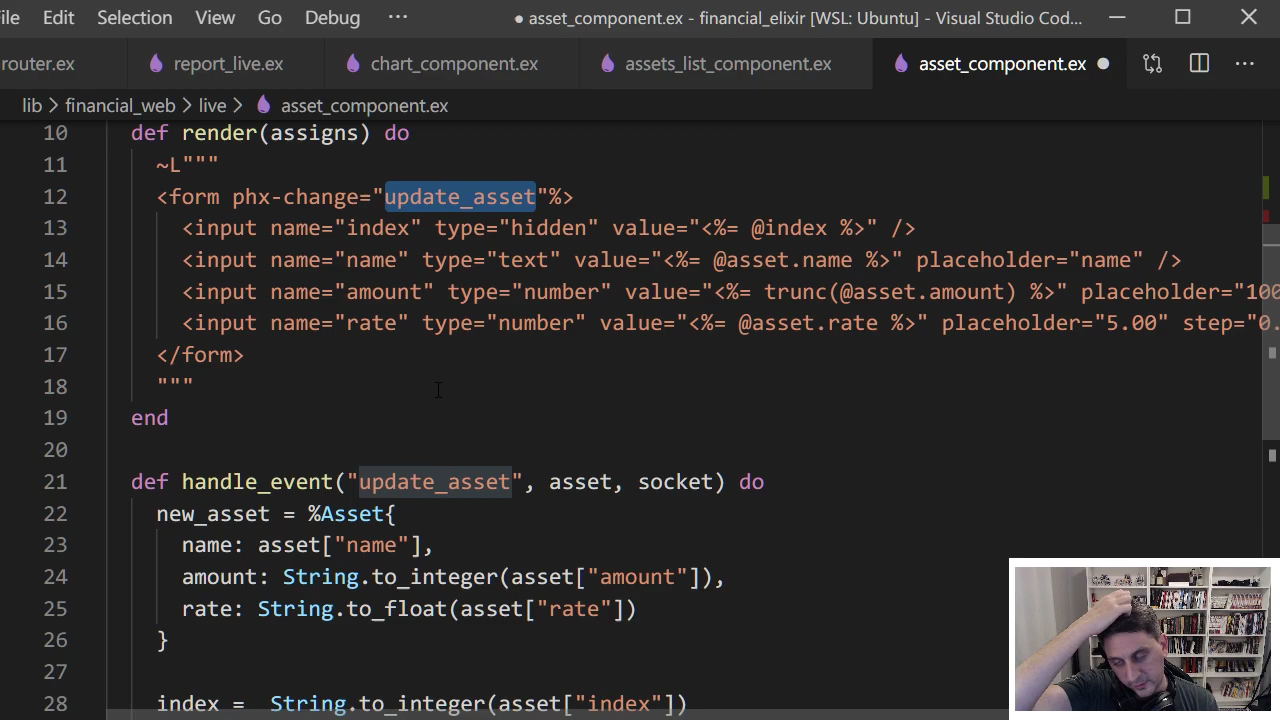 File Edit Selection View Go Debug ··· ● asset_component.ex - financial_elixir [WSL: Ubuntu] - Visual Studio Cod...
router.ex report_live.ex chart_component.ex assets_list_component.ex asset_component.ex ● ···
lib > financial_web > live > asset_component.ex
10 def render(assigns) do
11 ~L"""
12 <form phx-change="update_asset"%>
13 <input name="index" type="hidden" value="<%= @index %>" />
14 <input name="name" type="text" value="<%= @asset.name %>" placeholder="name" />
15 <input name="amount" type="number" value="<%= trunc(@asset.amount) %>" placeholder="100
16 <input name="rate" type="number" value="<%= @asset.rate %>" placeholder="5.00" step="0.
17 </form>
18 """
19 end
20
21 def handle_event("update_asset", asset, socket) do
22 new_asset = %Asset{
23 name: asset["name"],
24 amount: String.to_integer(asset["amount"]),
25 rate: String.to_float(asset["rate"])
26 }
27
28 index =  String.to_integer(asset["index"])